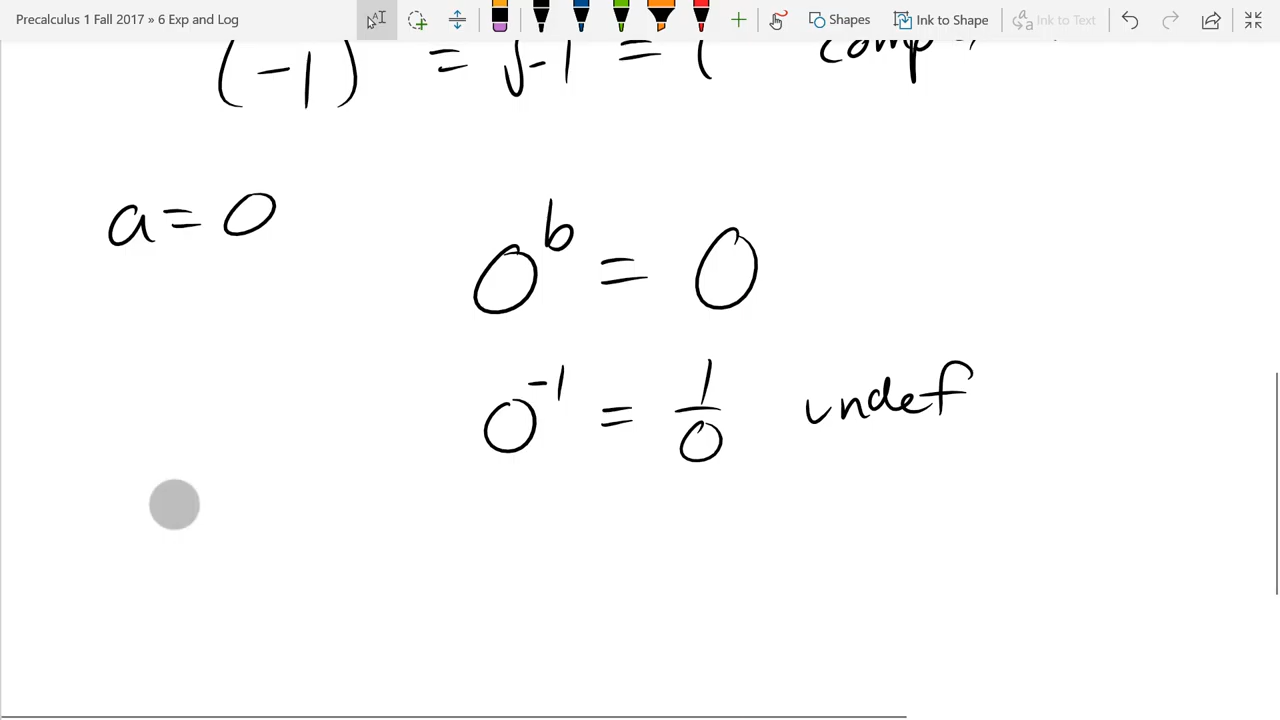 Precalculus 1 Fall 2017 » 6 Exp and Log
Shapes Ink to Shape Ink to Text
(-1) = √-1 = i
a = 0
0^b = 0
0^-1 = 1/0 undef